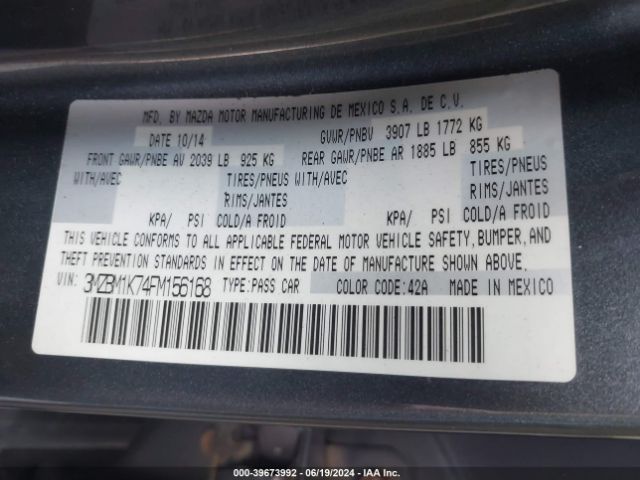 MFD. BY MAZDA MOTOR MANUFACTURING DE MEXICO S.A. DE C.V.
DATE 10/14 GVWR/PNBV 3907 LB 1772 KG
FRONT GAWR/PNBE AV 2039 LB 925 KG REAR GAWR/PNBE AR 1885 LB 855 KG
WITH/AVEC TIRES/PNEUS WITH/AVEC TIRES/PNEUS
RIMS/JANTES RIMS/JANTES
KPA/ PSI COLD/A FROID KPA/ PSI COLD/A FROID
THIS VEHICLE CONFORMS TO ALL APPLICABLE FEDERAL MOTOR VEHICLE SAFETY, BUMPER, AND
THEFT PREVENTION STANDARDS IN EFFECT ON THE DATE OF MANUFACTURE SHOWN ABOVE.
VIN: 3MZBM1K74FM156168 TYPE: PASS CAR COLOR CODE: 42A MADE IN MEXICO
000-39673992 - 06/19/2024 - IAA Inc.